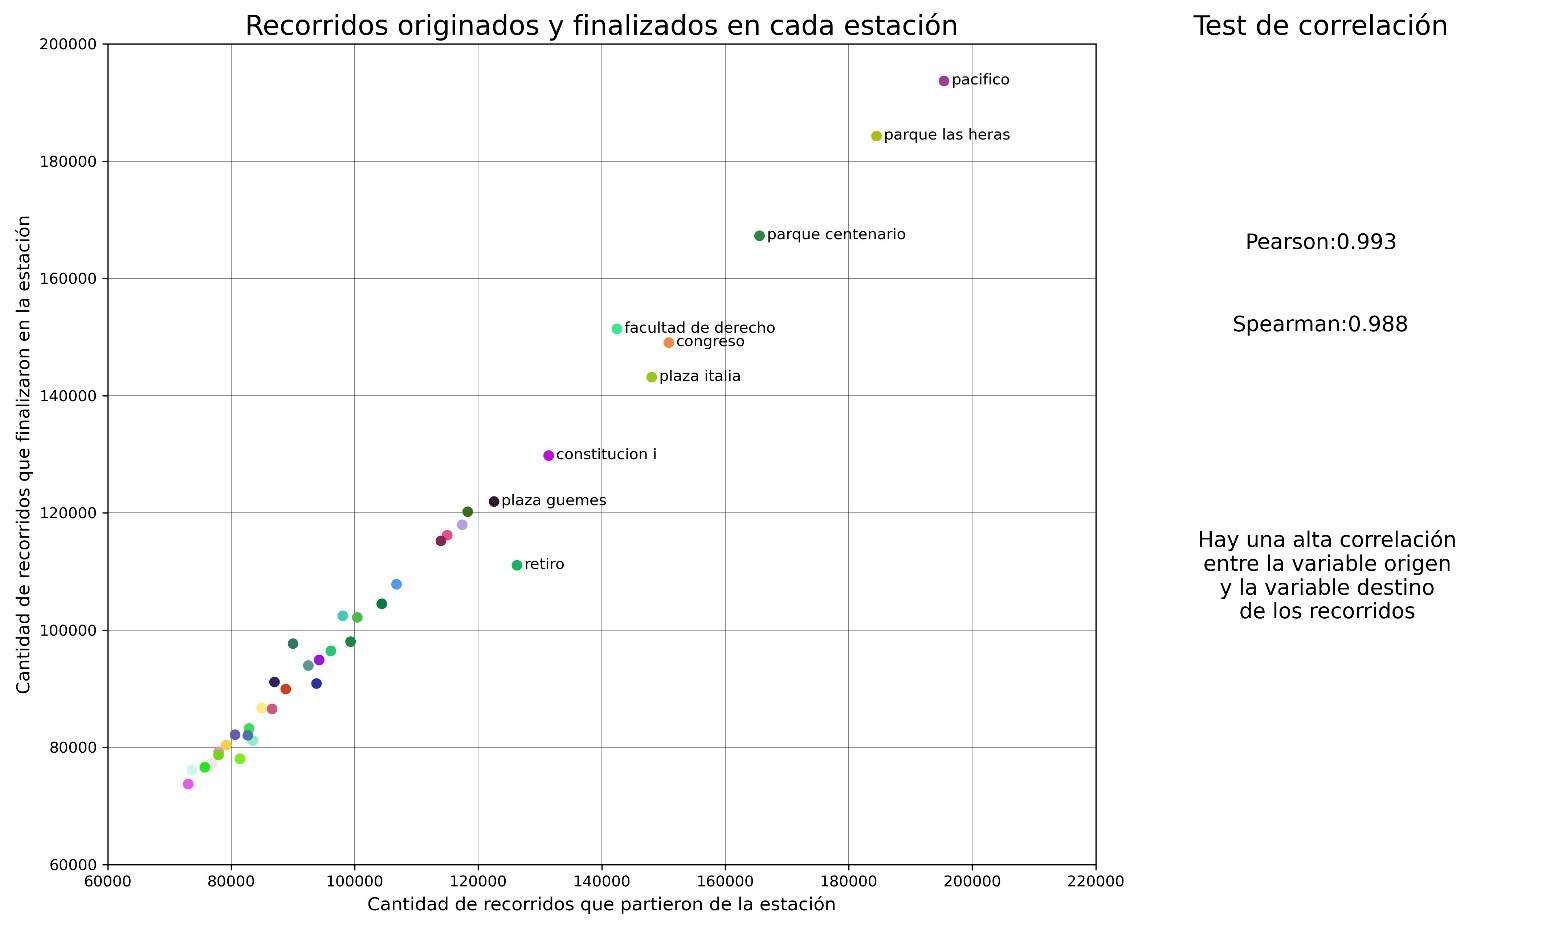 Recorridos originados y finalizados en cada estación
Test de correlación
200000
180000
160000
140000
120000
100000
80000
60000
Cantidad de recorridos que finalizaron en la estación
pacifico
parque las heras
parque centenario
facultad de derecho
congreso
plaza italia
constitucion i
plaza guemes
retiro
60000 80000 100000 120000 140000 160000 180000 200000 220000
Cantidad de recorridos que partieron de la estación
Pearson:0.993
Spearman:0.988
Hay una alta correlación
entre la variable origen
y la variable destino
de los recorridos